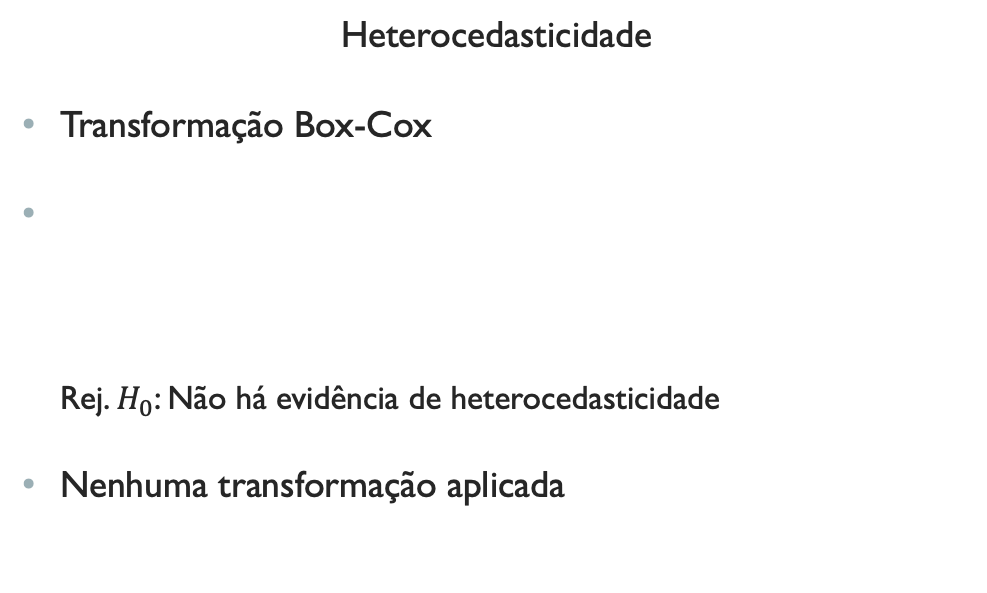 Heterocedasticidade
• Transformação Box-Cox
•
Rej. H₀: Não há evidência de heterocedasticidade
• Nenhuma transformação aplicada